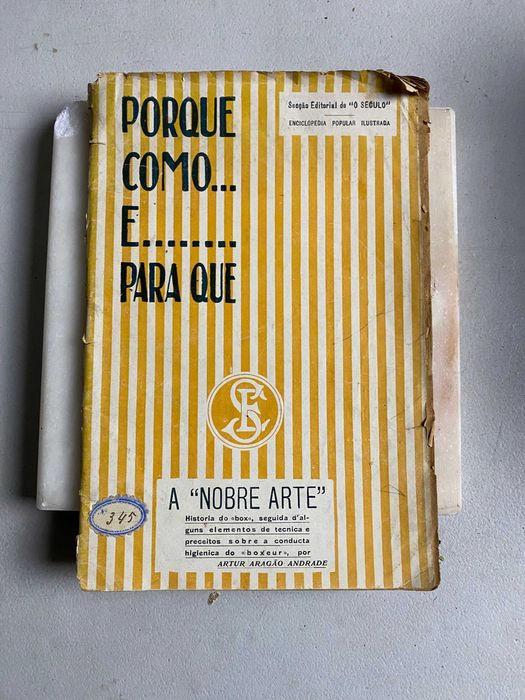 PORQUE
COMO...
E........
PARA QUE
Secção Editorial de "O SECULO"
ENCICLOPEDIA POPULAR ILUSTRADA
SE
A "NOBRE ARTE"
Historia do «box», seguida d'al-
guns elementos de tecnica e
preceitos sobre a conducta
higienica do «boxeur», por
ARTUR ARAGÃO ANDRADE
345